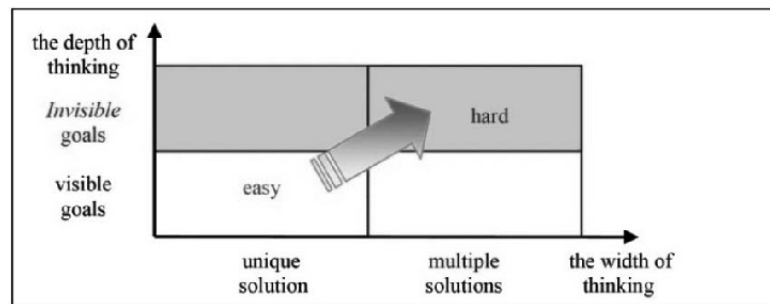 the depth of
thinking
Invisible
goals
hard
visible
goals
easy
unique
solution
multiple
solutions
the width of
thinking